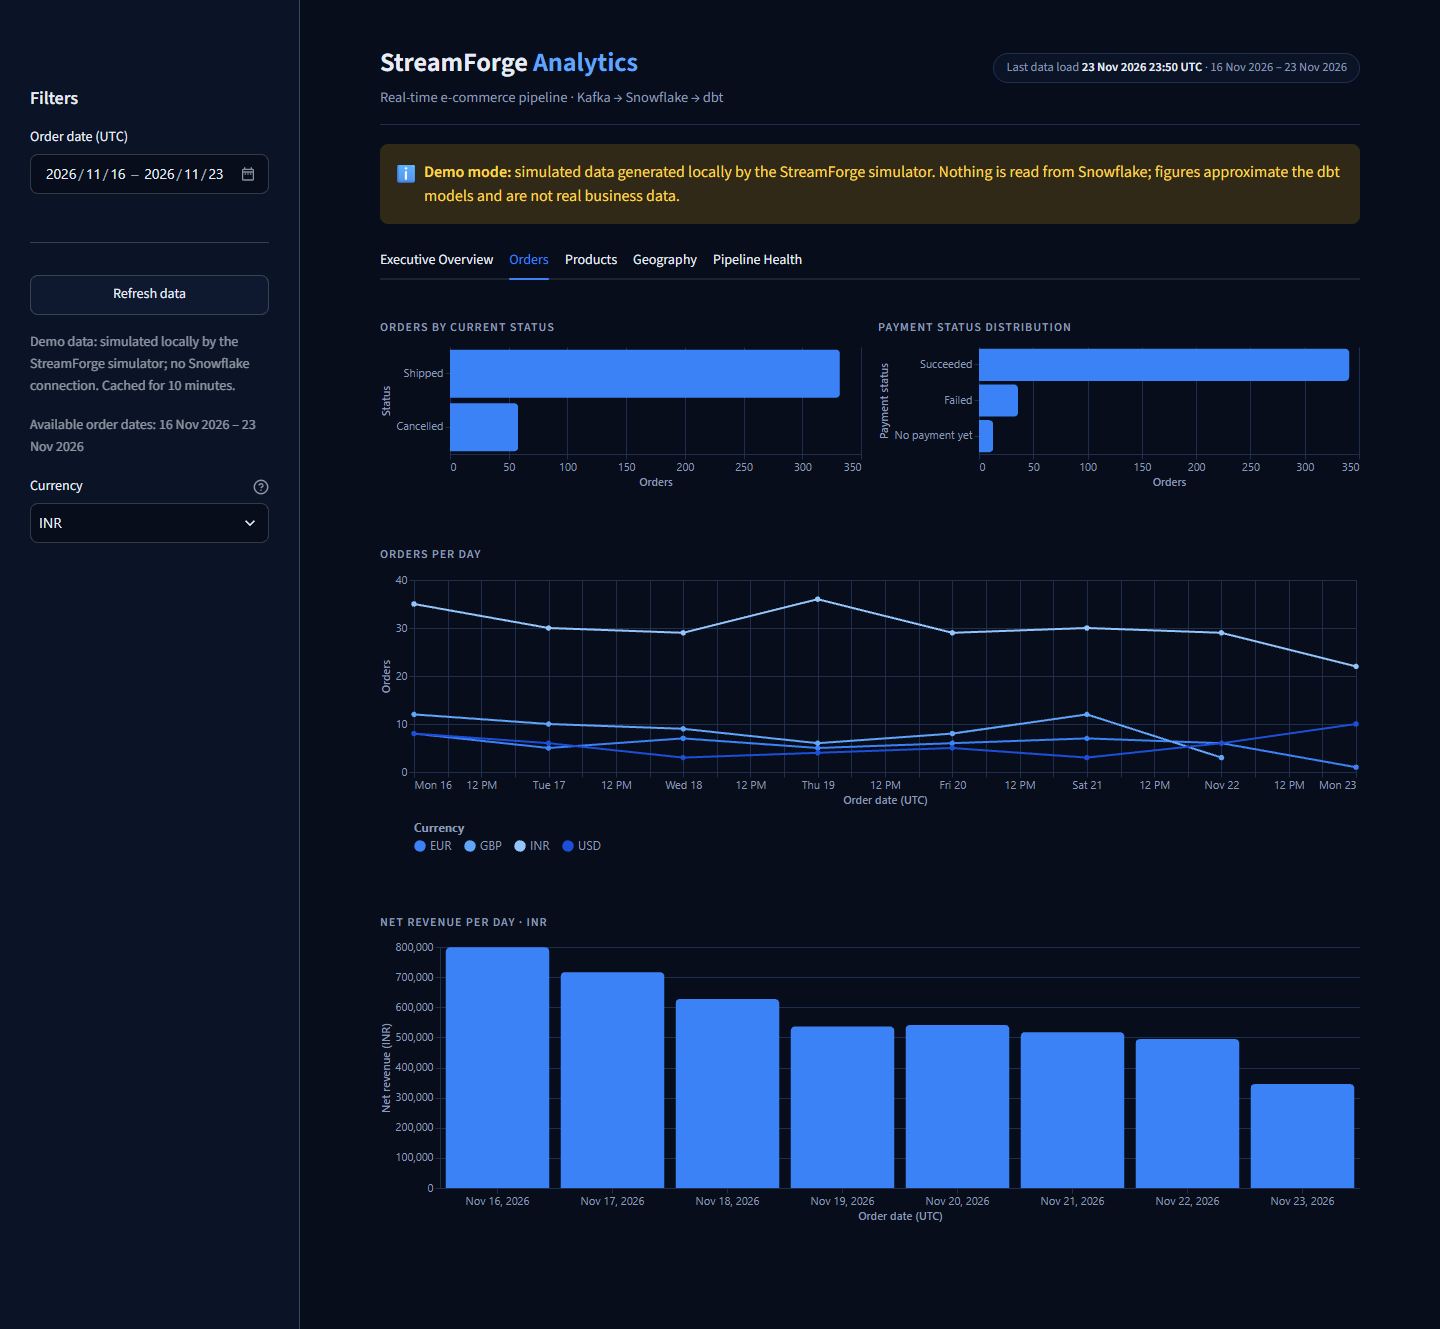 Filters
Order date (UTC)
2026/11/16 – 2026/11/23
Refresh data
Demo data: simulated locally by the
StreamForge simulator; no Snowflake
connection. Cached for 10 minutes.
Available order dates: 16 Nov 2026 – 23
Nov 2026
Currency
INR
StreamForge Analytics
Real-time e-commerce pipeline · Kafka → Snowflake → dbt
Last data load 23 Nov 2026 23:50 UTC · 16 Nov 2026 – 23 Nov 2026
Demo mode: simulated data generated locally by the StreamForge simulator. Nothing is read from Snowflake; figures approximate the dbt
models and are not real business data.
Executive Overview Orders Products Geography Pipeline Health
ORDERS BY CURRENT STATUS
Status
Shipped
Cancelled
0 50 100 150 200 250 300 350
Orders
PAYMENT STATUS DISTRIBUTION
Payment status
Succeeded
Failed
No payment yet
0 50 100 150 200 250 300 350
Orders
ORDERS PER DAY
Orders
40
30
20
10
0
Mon 16 12 PM Tue 17 12 PM Wed 18 12 PM Thu 19 12 PM Fri 20 12 PM Sat 21 12 PM Nov 22 12 PM Mon 23
Order date (UTC)
Currency
EUR GBP INR USD
NET REVENUE PER DAY · INR
Net revenue (INR)
800,000
700,000
600,000
500,000
400,000
300,000
200,000
100,000
0
Nov 16, 2026 Nov 17, 2026 Nov 18, 2026 Nov 19, 2026 Nov 20, 2026 Nov 21, 2026 Nov 22, 2026 Nov 23, 2026
Order date (UTC)